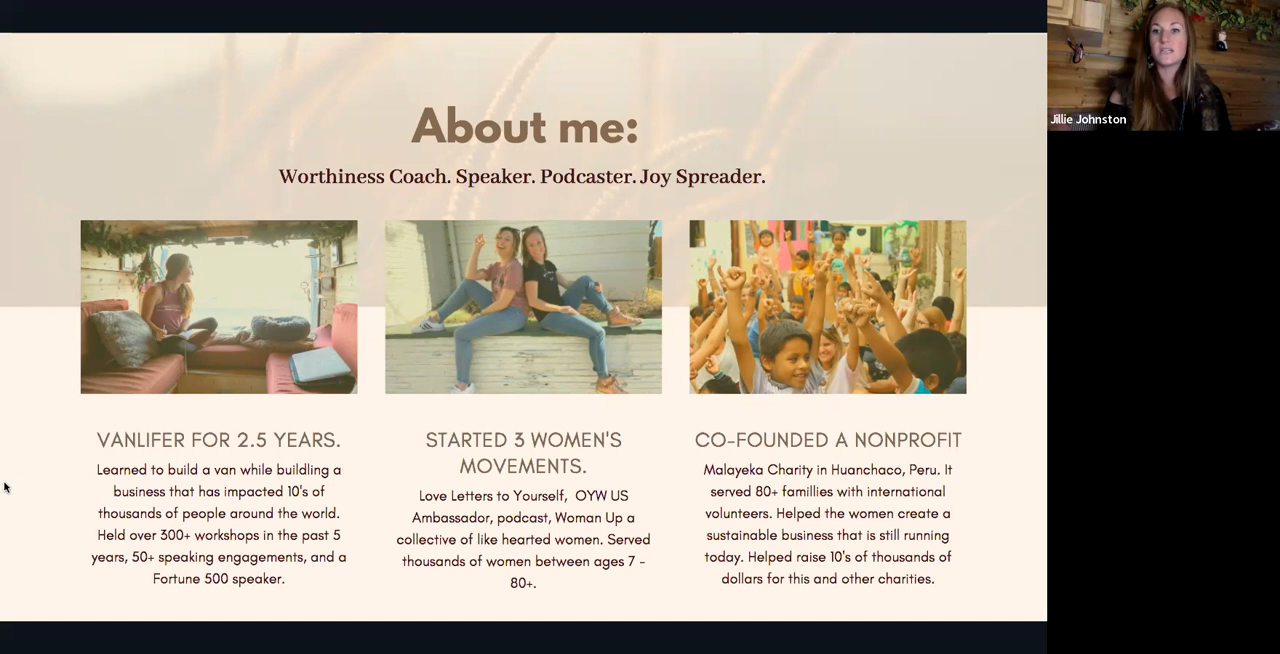 About me:
Worthiness Coach. Speaker. Podcaster. Joy Spreader.
VANLIFER FOR 2.5 YEARS.
Learned to build a van while buildling a
business that has impacted 10's of
thousands of people around the world.
Held over 300+ workshops in the past 5
years, 50+ speaking engagements, and a
Fortune 500 speaker.
STARTED 3 WOMEN'S
MOVEMENTS.
Love Letters to Yourself, OYW US
Ambassador, podcast, Woman Up a
collective of like hearted women. Served
thousands of women between ages 7 -
80+.
CO-FOUNDED A NONPROFIT
Malayeka Charity in Huanchaco, Peru. It
served 80+ famillies with international
volunteers. Helped the women create a
sustainable business that is still running
today. Helped raise 10's of thousands of
dollars for this and other charities.
Jillie Johnston